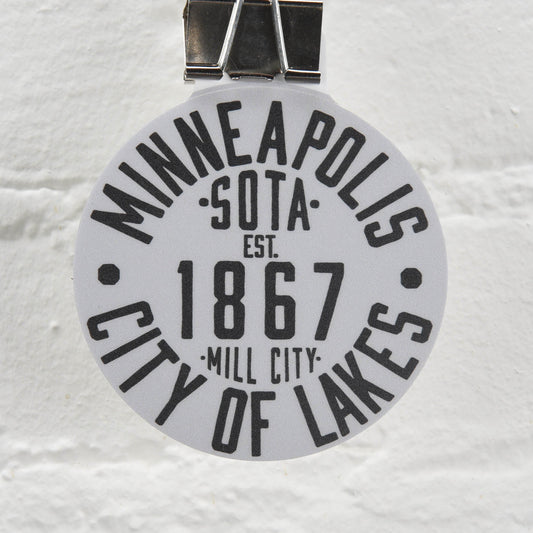 MINNEAPOLIS
·SOTA·
EST.
1867
·MILL CITY·
CITY OF LAKES